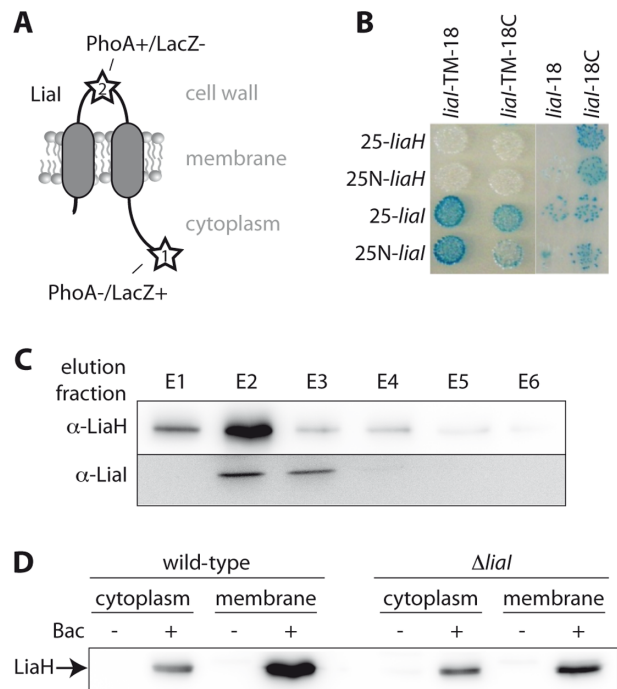 A
PhoA+/LacZ-
2
LiaI
cell wall
membrane
cytoplasm
1
PhoA-/LacZ+
B
liaI-TM-18
liaI-TM-18C
liaI-18
liaI-18C
25-liaH
25N-liaH
25-liaI
25N-liaI
C
elution fraction
E1 E2 E3 E4 E5 E6
α-LiaH
α-LiaI
D
wild-type ΔliaI
cytoplasm membrane cytoplasm membrane
Bac - + - + - + - +
LiaH